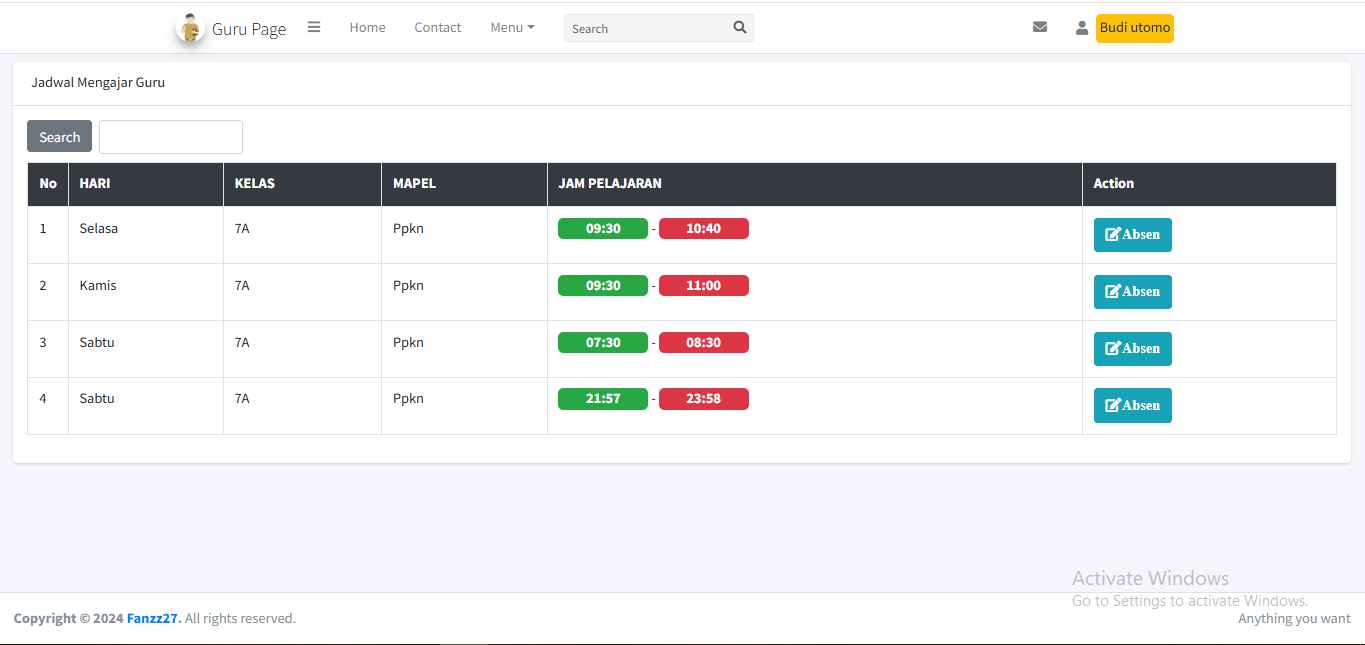 Guru Page Home Contact Menu Search Budi utomo
Jadwal Mengajar Guru
Search
No HARI KELAS MAPEL JAM PELAJARAN Action
1 Selasa 7A Ppkn 09:30 - 10:40 Absen
2 Kamis 7A Ppkn 09:30 - 11:00 Absen
3 Sabtu 7A Ppkn 07:30 - 08:30 Absen
4 Sabtu 7A Ppkn 21:57 - 23:58 Absen
Activate Windows
Go to Settings to activate Windows.
Copyright © 2024 Fanzz27. All rights reserved. Anything you want